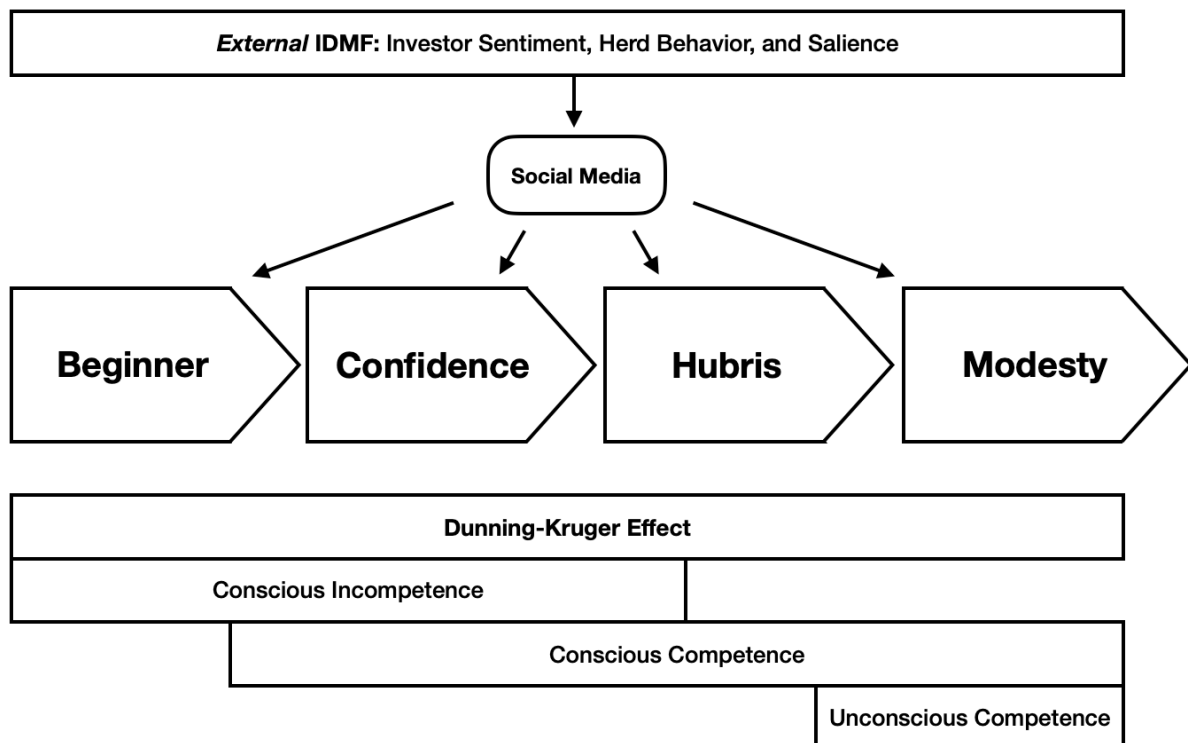 External IDMF: Investor Sentiment, Herd Behavior, and Salience
Social Media
Beginner
Confidence
Hubris
Modesty
Dunning-Kruger Effect
Conscious Incompetence
Conscious Competence
Unconscious Competence